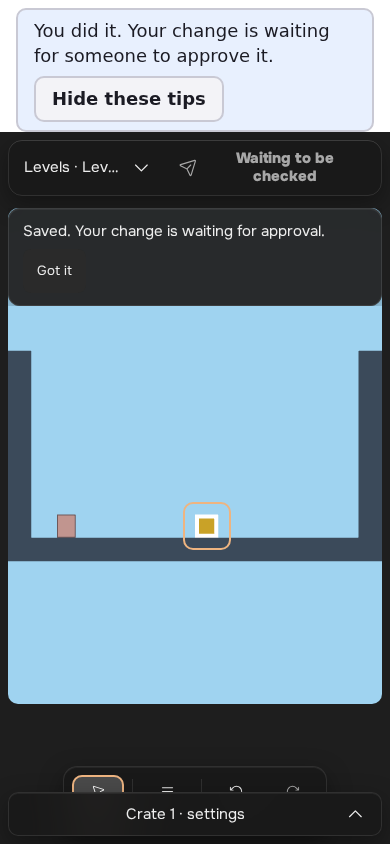 You did it. Your change is waiting
for someone to approve it.
Hide these tips
Levels · Lev...
Waiting to be
checked
Saved. Your change is waiting for approval.
Got it
Crate 1 · settings